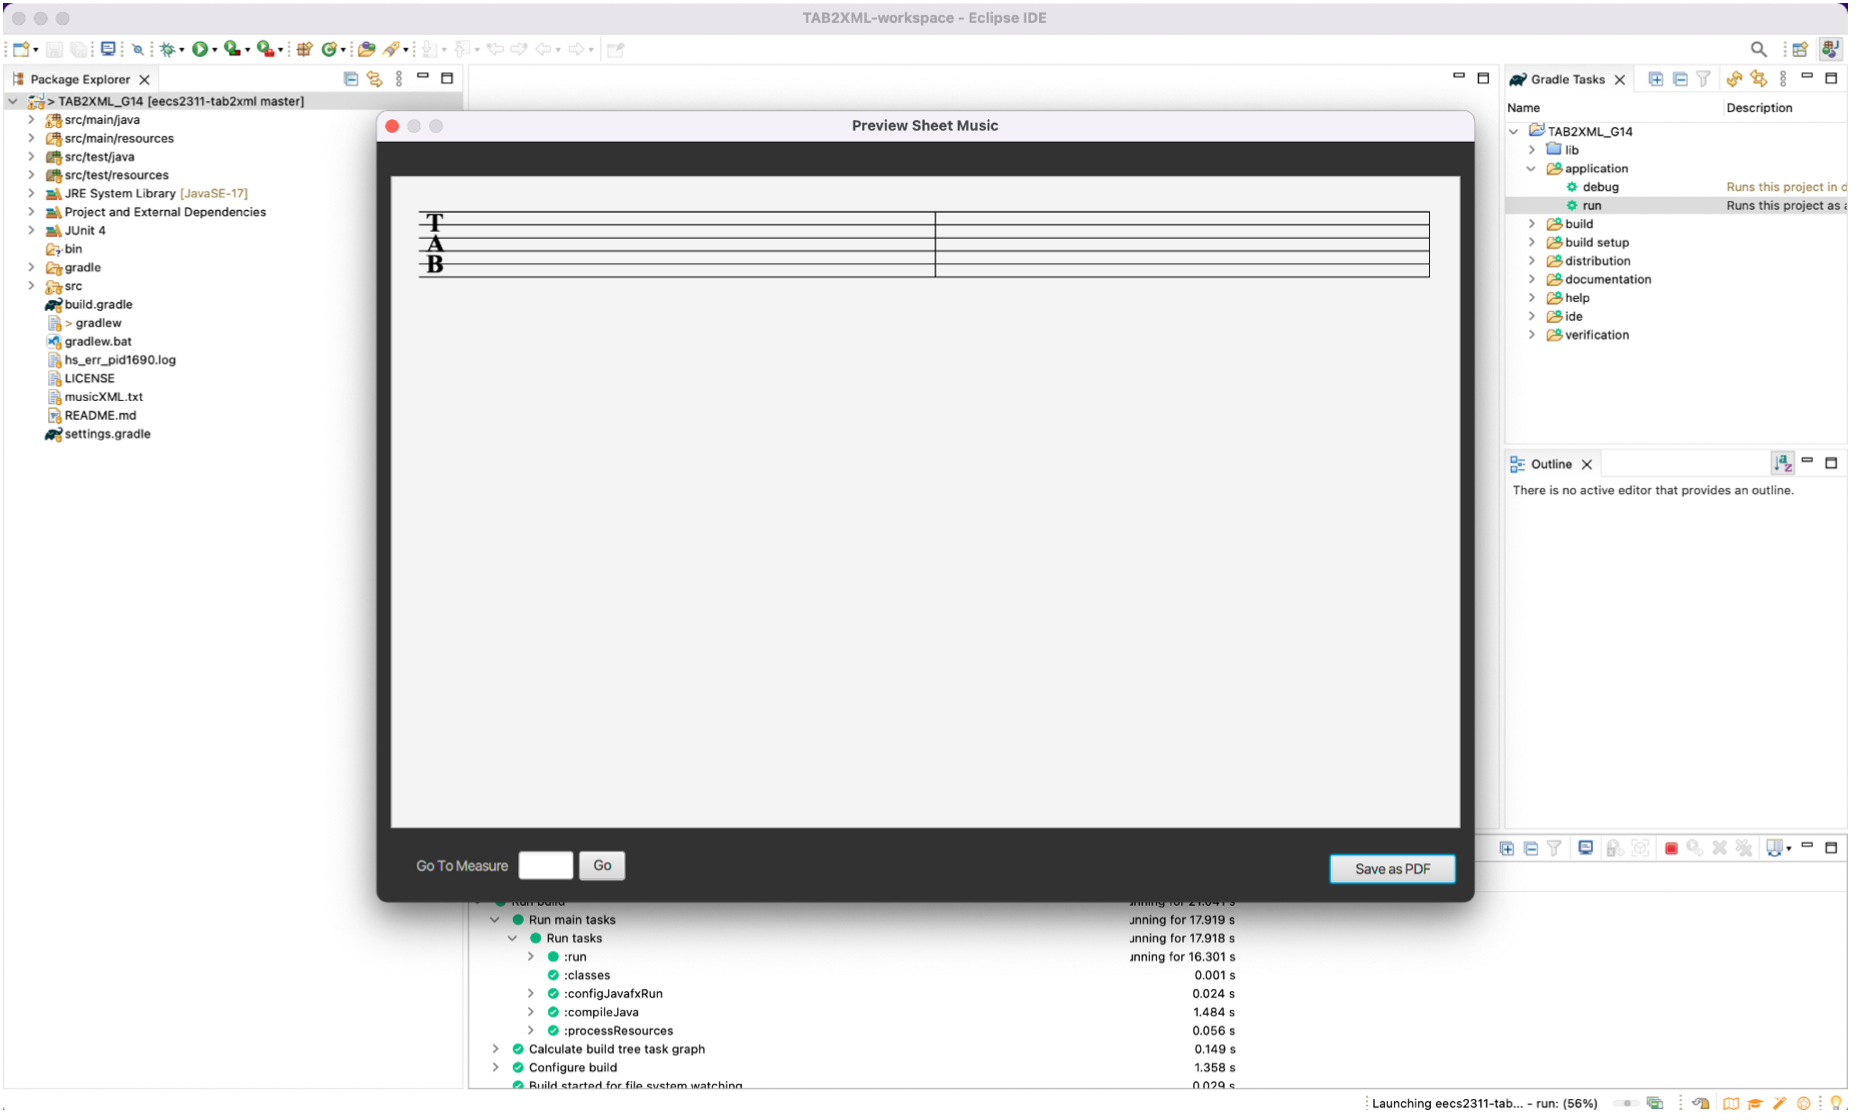 TAB2XML-workspace - Eclipse IDE
Package Explorer
> TAB2XML_G14 [eecs2311-tab2xml master]
src/main/java
src/main/resources
src/test/java
src/test/resources
JRE System Library [JavaSE-17]
Project and External Dependencies
JUnit 4
bin
gradle
src
build.gradle
> gradlew
gradlew.bat
hs_err_pid1690.log
LICENSE
musicXML.txt
README.md
settings.gradle
Preview Sheet Music
T
A
B
Go To Measure
Go
Save as PDF
Gradle Tasks
Name Description
TAB2XML_G14
lib
application
debug Runs this project in d
run Runs this project as a
build
build setup
distribution
documentation
help
ide
verification
Outline
There is no active editor that provides an outline.
Run build
Run main tasks unning for 17.919 s
Run tasks unning for 17.918 s
:run unning for 16.301 s
:classes 0.001 s
:configJavafxRun 0.024 s
:compileJava 1.484 s
:processResources 0.056 s
Calculate build tree task graph 0.149 s
Configure build 1.358 s
Build started for file system watching 0.029 s
Launching eecs2311-tab... - run: (56%)